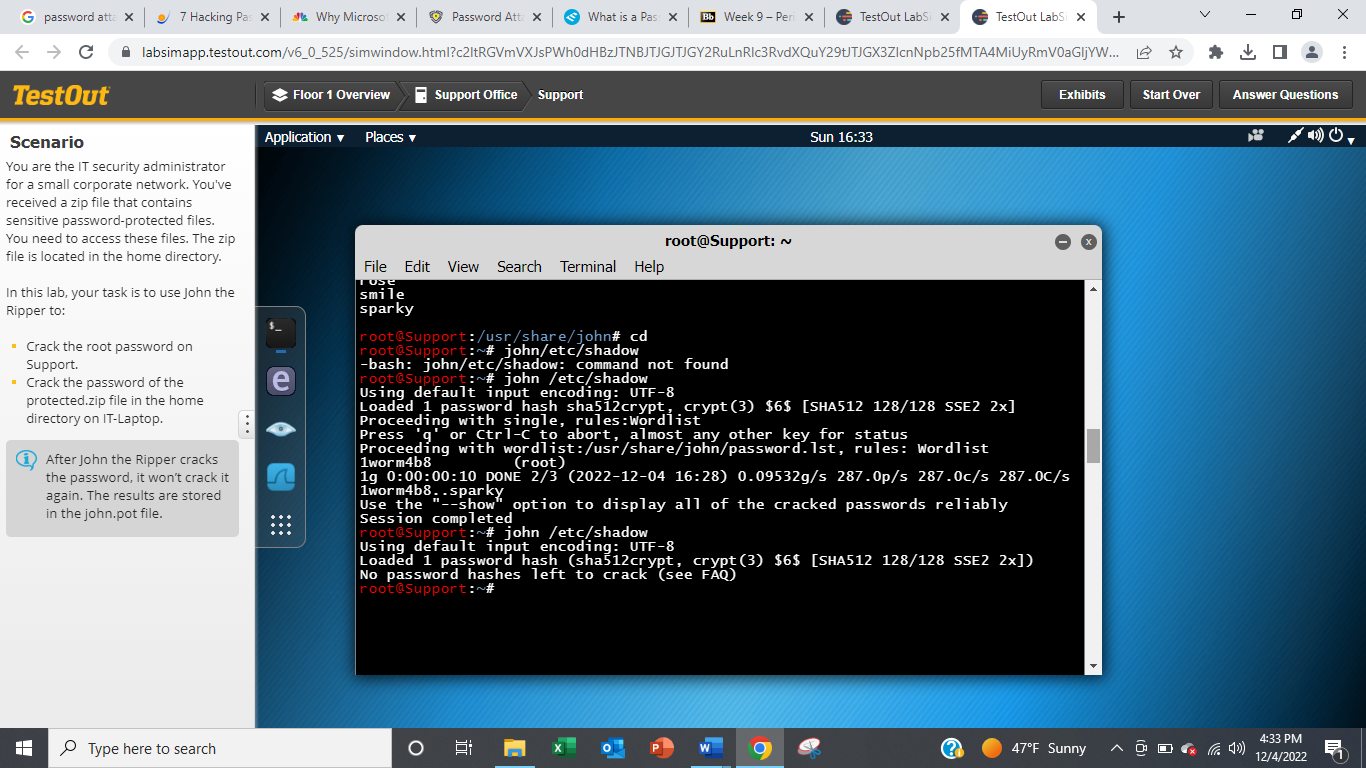 password atta
7 Hacking Pas
Why Microsof
Password Atta
What is a Pass
Week 9 – Peri
TestOut LabSi
TestOut LabSi
TestOut
Floor 1 Overview
Support Office
Support
Exhibits
Start Over
Answer Questions
Scenario
You are the IT security administrator
for a small corporate network. You've
received a zip file that contains
sensitive password-protected files.
You need to access these files. The zip
file is located in the home directory.
In this lab, your task is to use John the
Ripper to:
Crack the root password on
Support.
Crack the password of the
protected.zip file in the home
directory on IT-Laptop.
After John the Ripper cracks
the password, it won't crack it
again. The results are stored
in the john.pot file.
Application
Places
Sun 16:33
root@Support: ~
File Edit View Search Terminal Help
rose
smile
sparky
root@Support:/usr/share/john# cd
root@Support:~# john/etc/shadow
-bash: john/etc/shadow: command not found
root@Support:~# john /etc/shadow
Using default input encoding: UTF-8
Loaded 1 password hash sha512crypt, crypt(3) $6$ [SHA512 128/128 SSE2 2x]
Proceeding with single, rules:Wordlist
Press 'q' or Ctrl-C to abort, almost any other key for status
Proceeding with wordlist:/usr/share/john/password.lst, rules: Wordlist
1worm4b8 (root)
1g 0:00:00:10 DONE 2/3 (2022-12-04 16:28) 0.09532g/s 287.0p/s 287.0c/s 287.0C/s
1worm4b8..sparky
Use the "--show" option to display all of the cracked passwords reliably
Session completed
root@Support:~# john /etc/shadow
Using default input encoding: UTF-8
Loaded 1 password hash (sha512crypt, crypt(3) $6$ [SHA512 128/128 SSE2 2x])
No password hashes left to crack (see FAQ)
root@Support:~#
Type here to search
47°F Sunny
4:33 PM
12/4/2022
1